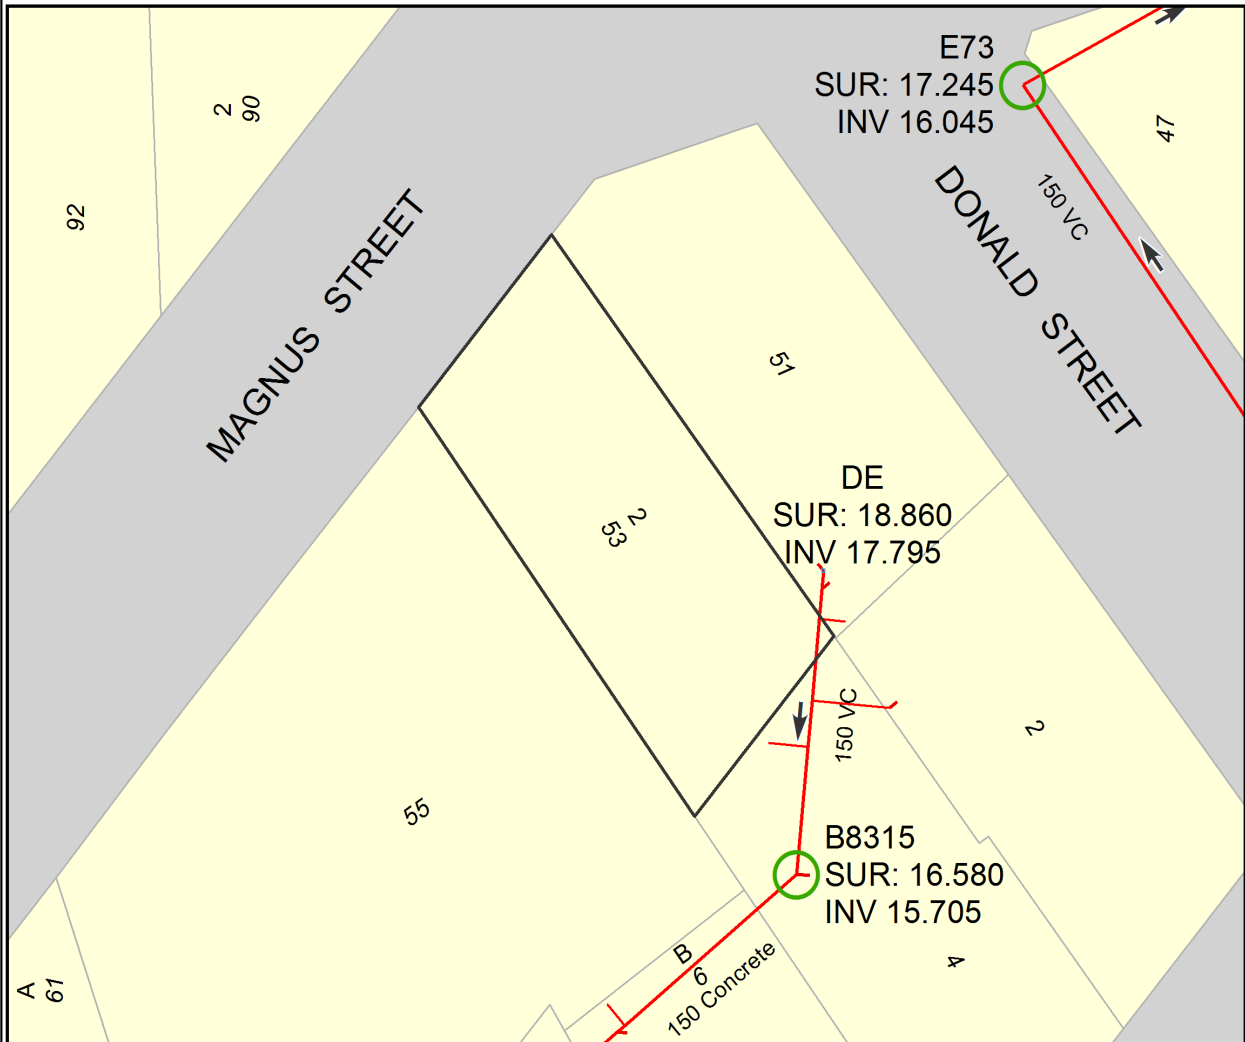 E73
SUR: 17.245
INV 16.045
2
90
47
92
150 VC
DONALD STREET
MAGNUS STREET
51
DE
SUR: 18.860
INV 17.795
2
53
150 VC
2
55
B8315
SUR: 16.580
INV 15.705
B
6
150 Concrete
4
A
61